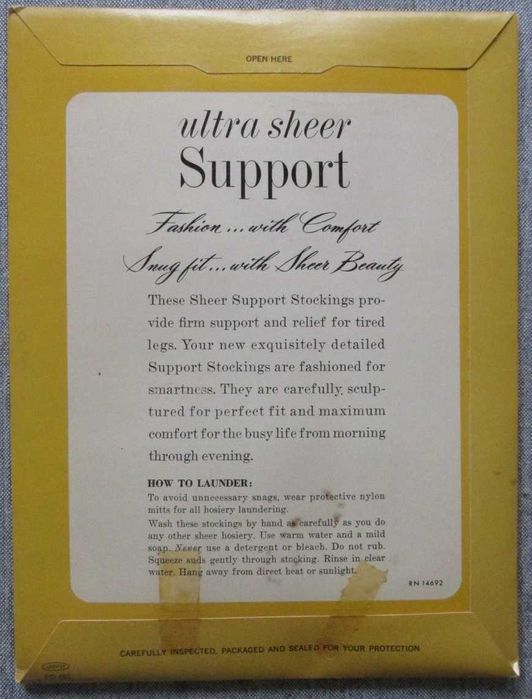 OPEN HERE
ultra sheer
Support
Fashion... with Comfort
Snug fit... with Sheer Beauty
These Sheer Support Stockings pro-
vide firm support and relief for tired
legs. Your new exquisitely detailed
Support Stockings are fashioned for
smartness. They are carefully sculp-
tured for perfect fit and maximum
comfort for the busy life from morning
through evening.
HOW TO LAUNDER:
To avoid unnecessary snags, wear protective nylon
mitts for all hosiery laundering.
Wash these stockings by hand as carefully as you do
any other sheer hosiery. Use warm water and a mild
soap. Never use a detergent or bleach. Do not rub.
Squeeze suds gently through stocking. Rinse in clear
water. Hang away from direct heat or sunlight.
RN 14692
CAREFULLY INSPECTED, PACKAGED AND SEALED FOR YOUR PROTECTION